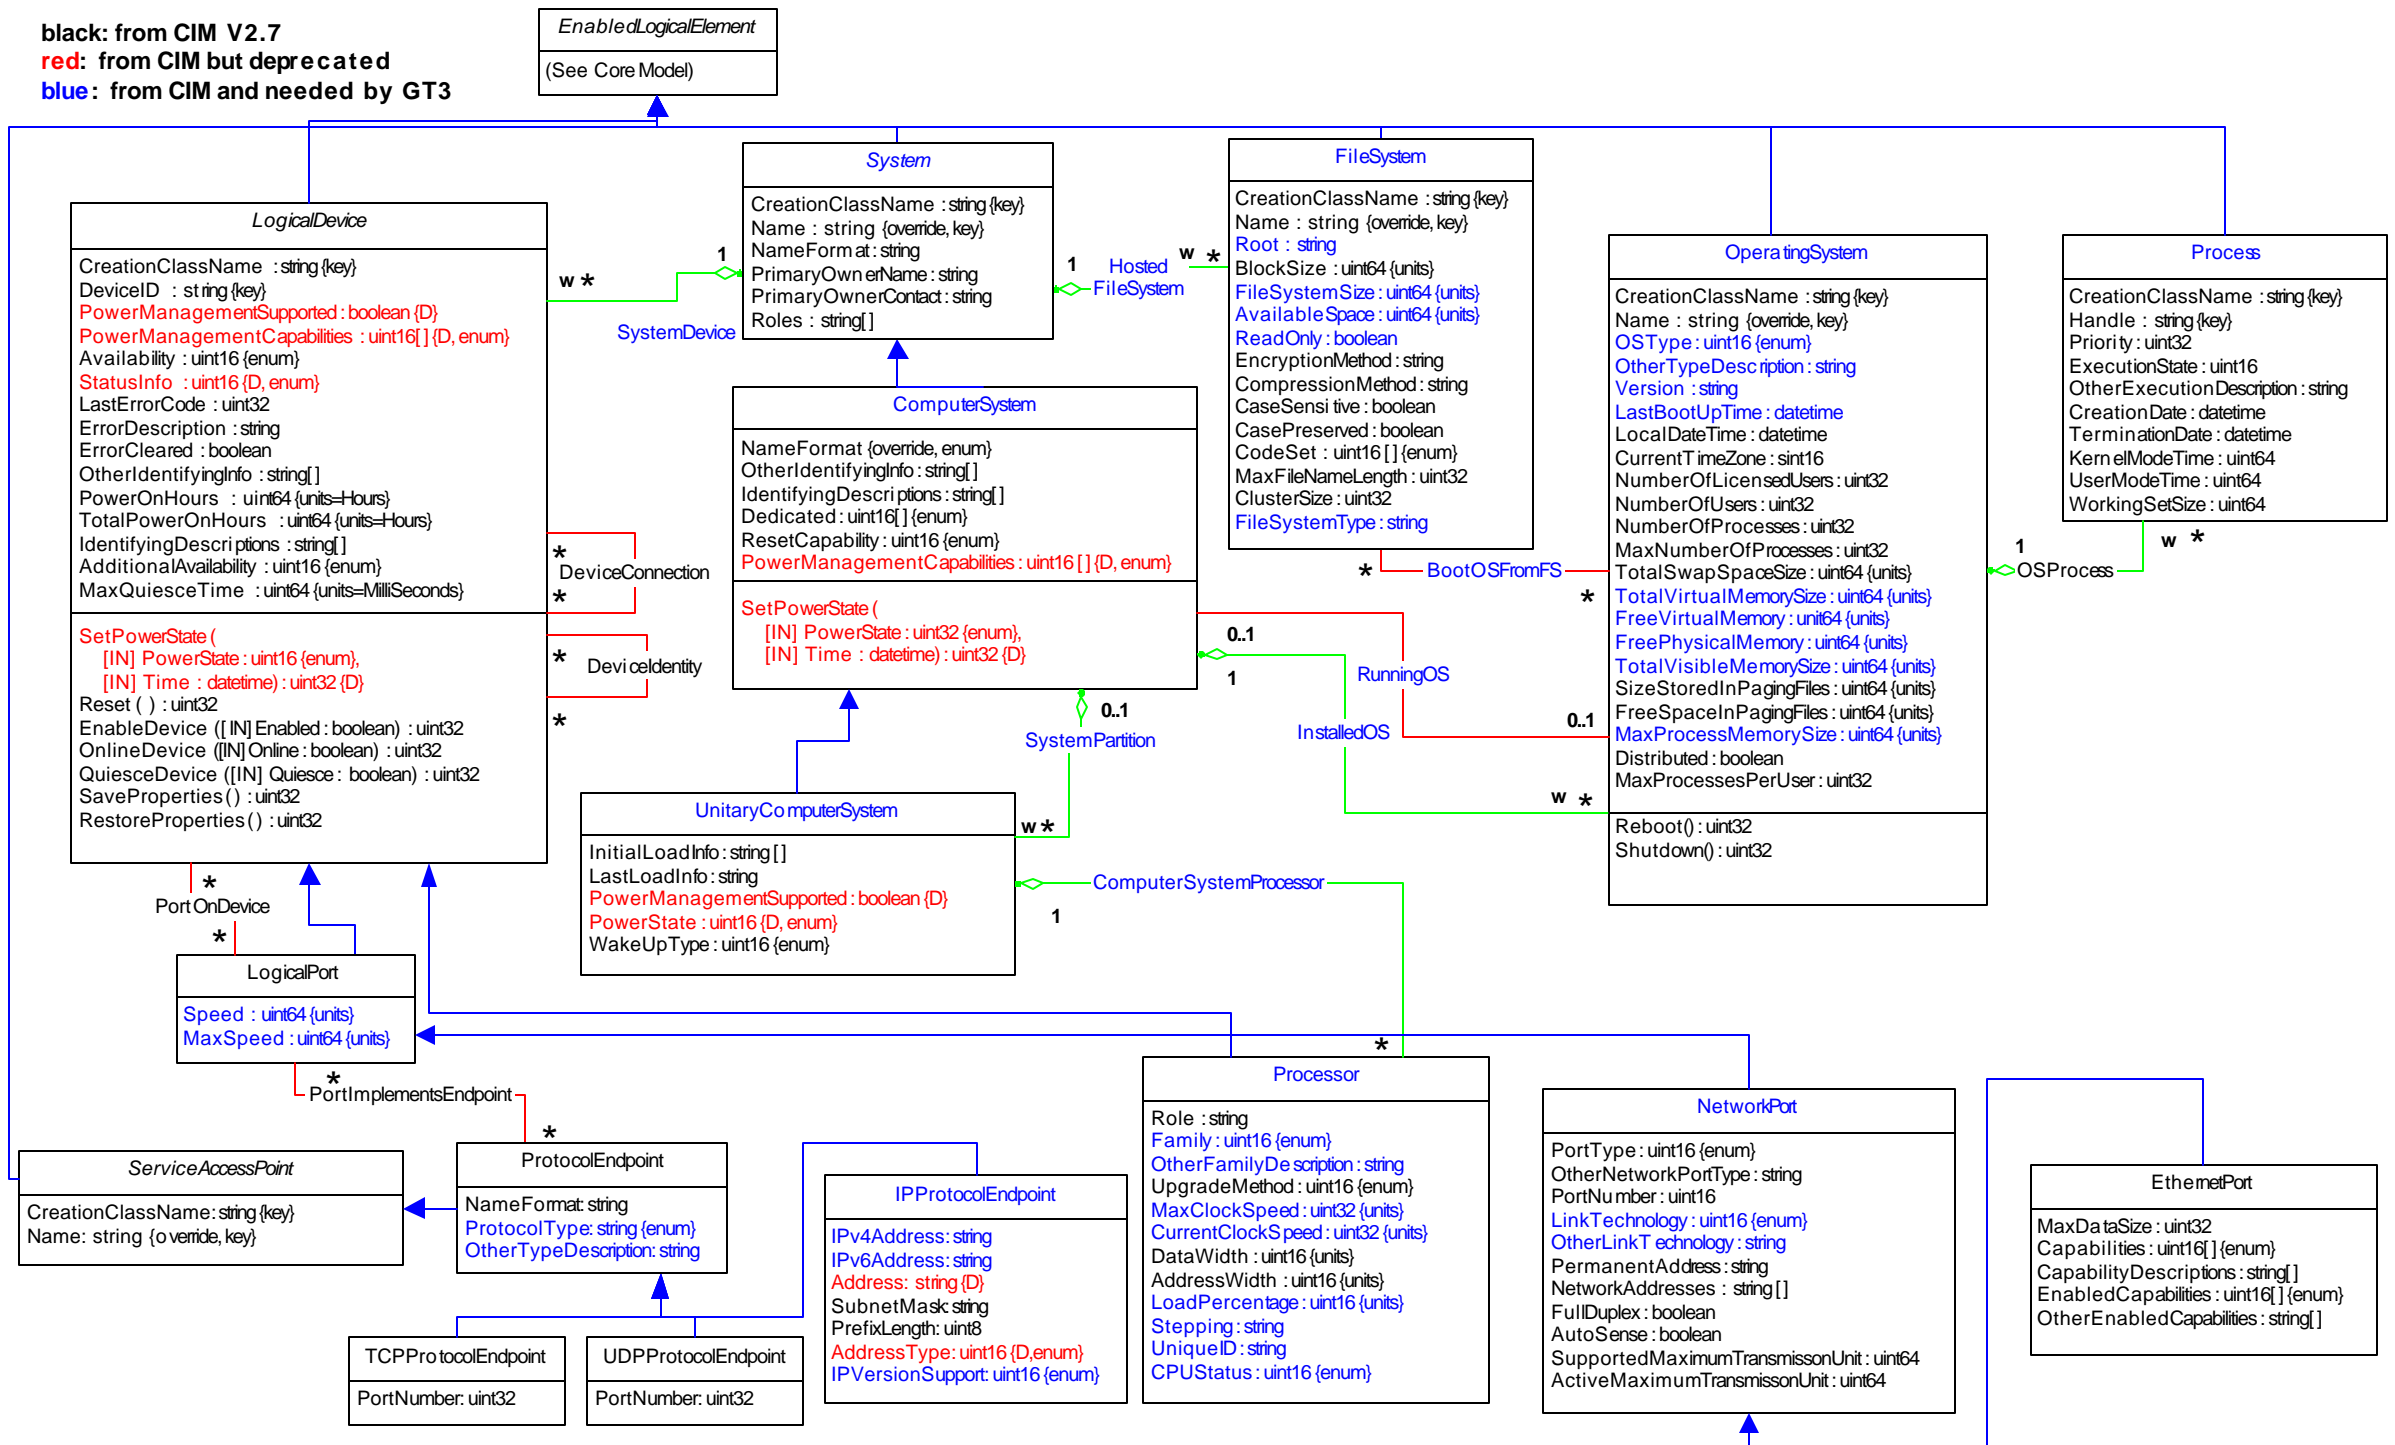 black: from CIM V2.7
red: from CIM but deprecated
blue: from CIM and needed by GT3
EnabledLogicalElement
(See Core Model)
LogicalDevice
CreationClassName : string {key}
DeviceID : string {key}
PowerManagementSupported : boolean {D}
PowerManagementCapabilities : uint16[ ] {D, enum}
Availability : uint16 {enum}
StatusInfo : uint16 {D, enum}
LastErrorCode : uint32
ErrorDescription : string
ErrorCleared : boolean
OtherIdentifyingInfo : string[ ]
PowerOnHours : uint64 {units=Hours}
TotalPowerOnHours : uint64 {units=Hours}
IdentifyingDescriptions : string[ ]
AdditionalAvailability : uint16 {enum}
MaxQuiesceTime : uint64 {units=MilliSeconds}
SetPowerState (
[IN] PowerState : uint16 {enum},
[IN] Time : datetime) : uint32 {D}
Reset ( ) : uint32
EnableDevice ([ IN] Enabled : boolean) : uint32
OnlineDevice ([IN] Online : boolean) : uint32
QuiesceDevice ([IN] Quiesce : boolean) : uint32
SaveProperties( ) : uint32
RestoreProperties( ) : uint32
*
DeviceConnection
*
*
DeviceIdentity
*
w *
1
SystemDevice
System
CreationClassName : string {key}
Name : string {override, key}
NameFormat : string
PrimaryOwnerName : string
PrimaryOwnerContact : string
Roles : string[ ]
1
Hosted
FileSystem
w *
FileSystem
CreationClassName : string {key}
Name : string {override, key}
Root : string
BlockSize : uint64 {units}
FileSystemSize : uint64 {units}
AvailableSpace : uint64 {units}
ReadOnly : boolean
EncryptionMethod : string
CompressionMethod : string
CaseSensitive : boolean
CasePreserved : boolean
CodeSet : uint16 [ ] {enum}
MaxFileNameLength : uint32
ClusterSize : uint32
FileSystemType : string
*
BootOSFromFS
*
OperatingSystem
CreationClassName : string {key}
Name : string {override, key}
OSType : uint16 {enum}
OtherTypeDescription : string
Version : string
LastBootUpTime : datetime
LocalDateTime : datetime
CurrentTimeZone : sint16
NumberOfLicensedUsers : uint32
NumberOfUsers : uint32
NumberOfProcesses : uint32
MaxNumberOfProcesses : uint32
TotalSwapSpaceSize : uint64 {units}
TotalVirtualMemorySize : uint64 {units}
FreeVirtualMemory : unit64 {units}
FreePhysicalMemory : uint64 {units}
TotalVisibleMemorySize : uint64 {units}
SizeStoredInPagingFiles : uint64 {units}
FreeSpaceInPagingFiles : uint64 {units}
MaxProcessMemorySize : uint64 {units}
Distributed : boolean
MaxProcessesPerUser : uint32
Reboot() : uint32
Shutdown() : uint32
1
OSProcess
w *
Process
CreationClassName : string {key}
Handle : string {key}
Priority : uint32
ExecutionState : uint16
OtherExecutionDescription : string
CreationDate : datetime
TerminationDate : datetime
KernelModeTime : uint64
UserModeTime : uint64
WorkingSetSize : uint64
ComputerSystem
NameFormat {override, enum}
OtherIdentifyingInfo : string[ ]
IdentifyingDescriptions : string[ ]
Dedicated : uint16[ ] {enum}
ResetCapability : uint16 {enum}
PowerManagementCapabilities : uint16 [ ] {D, enum}
SetPowerState (
[IN] PowerState : uint32 {enum},
[IN] Time : datetime) : uint32 {D}
0..1
1
RunningOS
0..1
InstalledOS
w *
0..1
SystemPartition
w *
UnitaryComputerSystem
InitialLoadInfo : string [ ]
LastLoadInfo : string
PowerManagementSupported : boolean {D}
PowerState : uint16 {D, enum}
WakeUpType : uint16 {enum}
ComputerSystemProcessor
1
*
*
PortOnDevice
*
LogicalPort
Speed : uint64 {units}
MaxSpeed : uint64 {units}
*
PortImplementsEndpoint
*
ServiceAccessPoint
CreationClassName: string {key}
Name: string {override, key}
ProtocolEndpoint
NameFormat: string
ProtocolType: string {enum}
OtherTypeDescription: string
TCPProtocolEndpoint
PortNumber: uint32
UDPProtocolEndpoint
PortNumber: uint32
IPProtocolEndpoint
IPv4Address: string
IPv6Address: string
Address: string {D}
SubnetMask: string
PrefixLength: uint8
AddressType: uint16 {D,enum}
IPVersionSupport: uint16 {enum}
Processor
Role : string
Family : uint16 {enum}
OtherFamilyDescription : string
UpgradeMethod : uint16 {enum}
MaxClockSpeed : uint32 {units}
CurrentClockSpeed : uint32 {units}
DataWidth : uint16 {units}
AddressWidth : uint16 {units}
LoadPercentage : uint16 {units}
Stepping : string
UniqueID : string
CPUStatus : uint16 {enum}
NetworkPort
PortType : uint16 {enum}
OtherNetworkPortType : string
PortNumber : uint16
LinkTechnology : uint16 {enum}
OtherLinkTechnology : string
PermanentAddress : string
NetworkAddresses : string [ ]
FullDuplex : boolean
AutoSense : boolean
SupportedMaximumTransmissonUnit : uint64
ActiveMaximumTransmissonUnit : uint64
EthernetPort
MaxDataSize : uint32
Capabilities : uint16[ ] {enum}
CapabilityDescriptions : string[ ]
EnabledCapabilities : uint16[ ] {enum}
OtherEnabledCapabilities : string[ ]